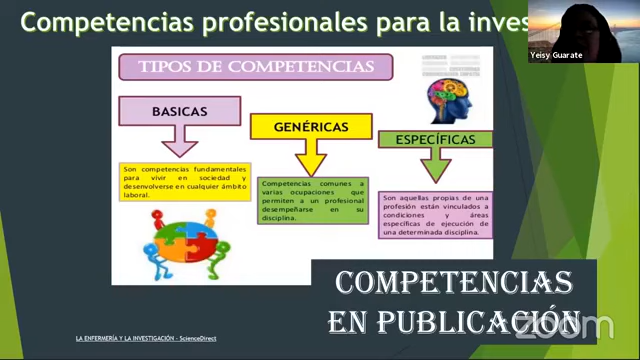 Competencias profesionales para la inves
Yeisy Guarate
TIPOS DE COMPETENCIAS
BASICAS
GENÉRICAS
ESPECÍFICAS
Son competencias fundamentales
para vivir en sociedad y
desenvolverse en cualquier ámbito
laboral.
Competencias comunes a
varias ocupaciones que
permiten a un profesional
desempeñarse en su
disciplina.
Son aquellas propias de una
profesión están vinculados a
condiciones y áreas
específicas de ejecución de
una determinada disciplina.
COMPETENCIAS
EN PUBLICACIÓN
zoom
LA ENFERMERÍA Y LA INVESTIGACIÓN - ScienceDirect